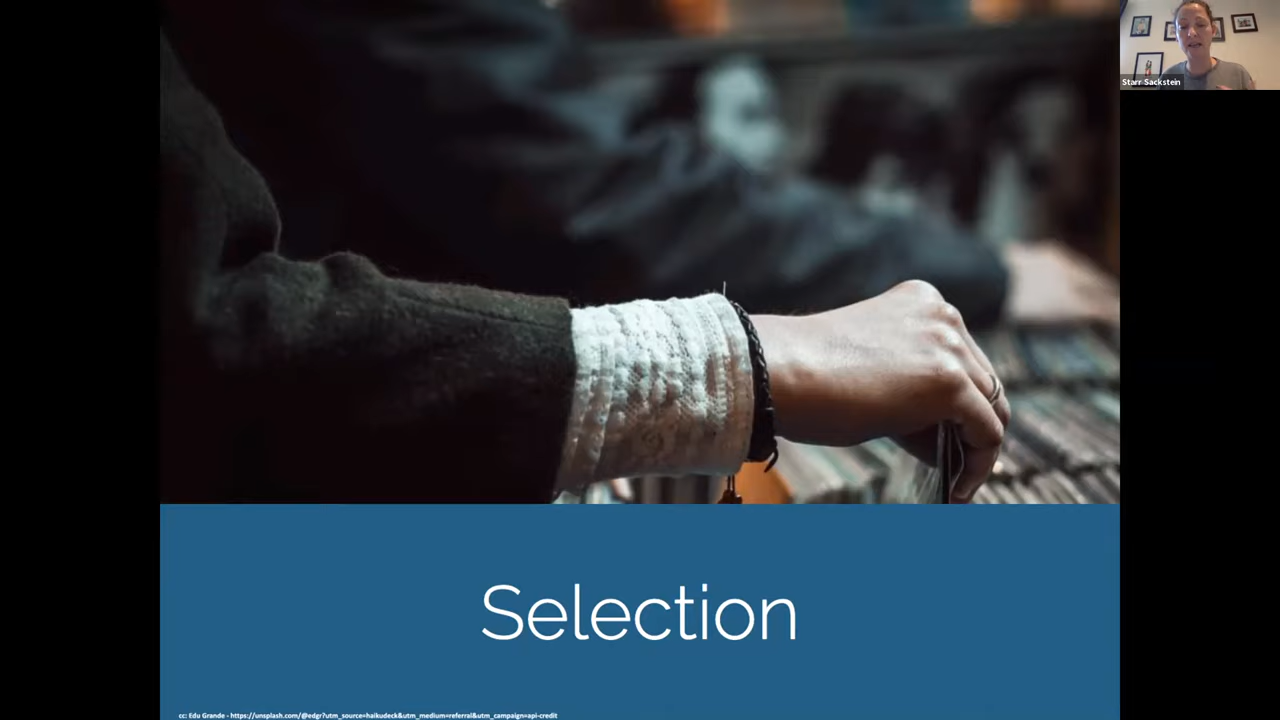 Starr Sackstein
Selection
cc: Edu Grande - https://unsplash.com/@edgr?utm_source=haikudeck&utm_medium=referral&utm_campaign=api-credit